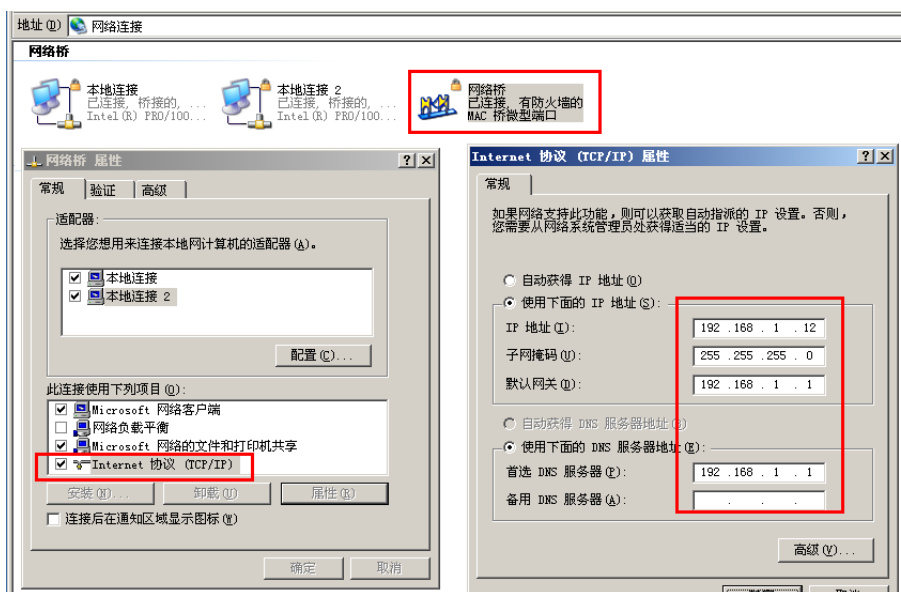 地址(D) 网络连接
网络桥
本地连接
已连接, 桥接的, ...
Intel(R) PRO/100...
本地连接 2
已连接, 桥接的, ...
Intel(R) PRO/100...
网络桥
已连接, 有防火墙的
MAC 桥微型端口
网络桥 属性
常规 验证 高级
适配器:
选择您想用来连接本地网计算机的适配器(A)。
本地连接
本地连接 2
配置(C)...
此连接使用下列项目(O):
Microsoft 网络客户端
网络负载平衡
Microsoft 网络的文件和打印机共享
Internet 协议 (TCP/IP)
安装(N)... 卸载(U) 属性(R)
连接后在通知区域显示图标(W)
确定 取消
Internet 协议 (TCP/IP) 属性
常规
如果网络支持此功能，则可以获取自动指派的 IP 设置。否则，
您需要从网络系统管理员处获得适当的 IP 设置。
自动获得 IP 地址(O)
使用下面的 IP 地址(S):
IP 地址(I): 192 .168 . 1 . 12
子网掩码(U): 255 .255 .255 . 0
默认网关(D): 192 .168 . 1 . 1
自动获得 DNS 服务器地址(B)
使用下面的 DNS 服务器地址(E):
首选 DNS 服务器(P): 192 .168 . 1 . 1
备用 DNS 服务器(A): . . .
高级(V)...